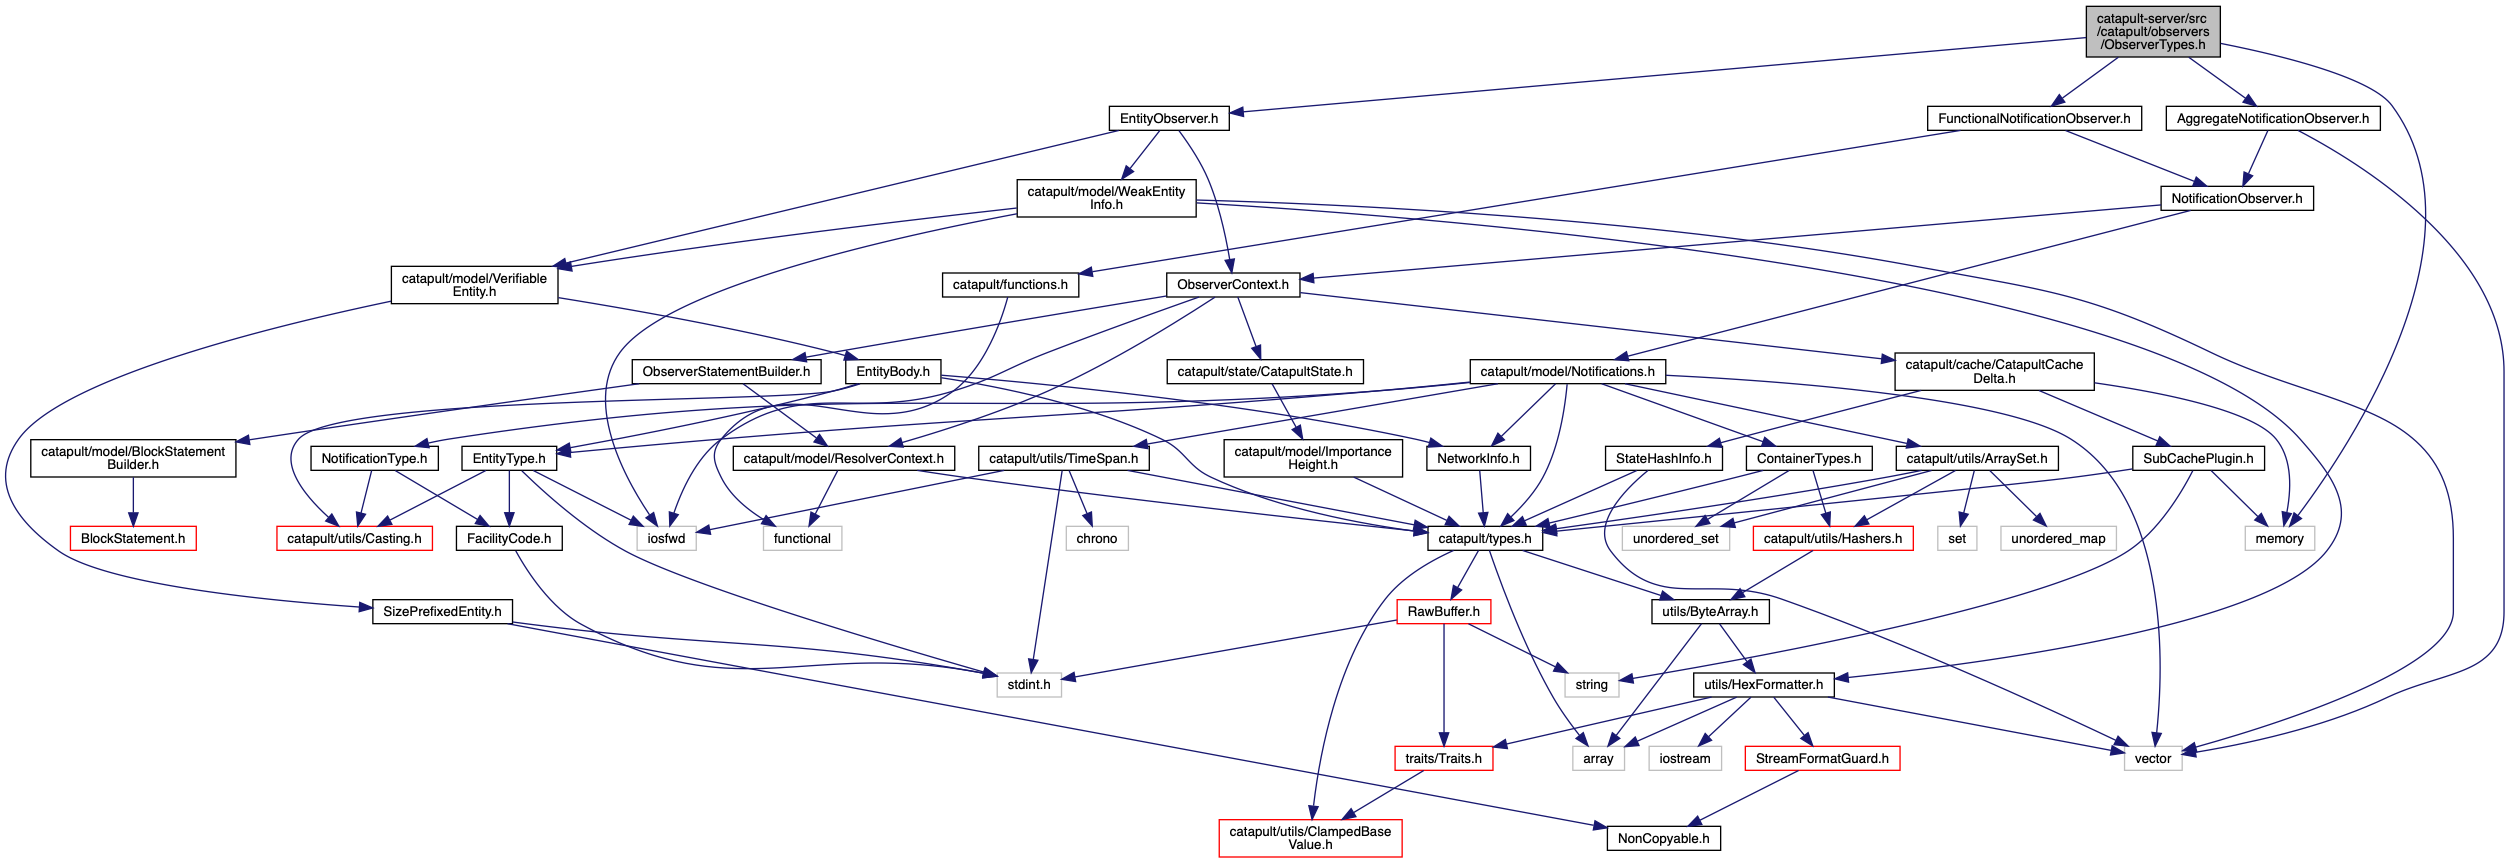 catapult-server/src
/catapult/observers
/ObserverTypes.h
EntityObserver.h
FunctionalNotificationObserver.h
AggregateNotificationObserver.h
catapult/model/WeakEntity
Info.h
NotificationObserver.h
catapult/model/Verifiable
Entity.h
catapult/functions.h
ObserverContext.h
ObserverStatementBuilder.h
EntityBody.h
catapult/state/CatapultState.h
catapult/model/Notifications.h
catapult/cache/CatapultCache
Delta.h
catapult/model/BlockStatement
Builder.h
NotificationType.h
EntityType.h
catapult/model/ResolverContext.h
catapult/utils/TimeSpan.h
catapult/model/Importance
Height.h
NetworkInfo.h
StateHashInfo.h
ContainerTypes.h
catapult/utils/ArraySet.h
SubCachePlugin.h
BlockStatement.h
catapult/utils/Casting.h
FacilityCode.h
iosfwd
functional
chrono
catapult/types.h
unordered_set
catapult/utils/Hashers.h
set
unordered_map
memory
SizePrefixedEntity.h
RawBuffer.h
utils/ByteArray.h
stdint.h
string
utils/HexFormatter.h
traits/Traits.h
array
iostream
StreamFormatGuard.h
vector
catapult/utils/ClampedBase
Value.h
NonCopyable.h